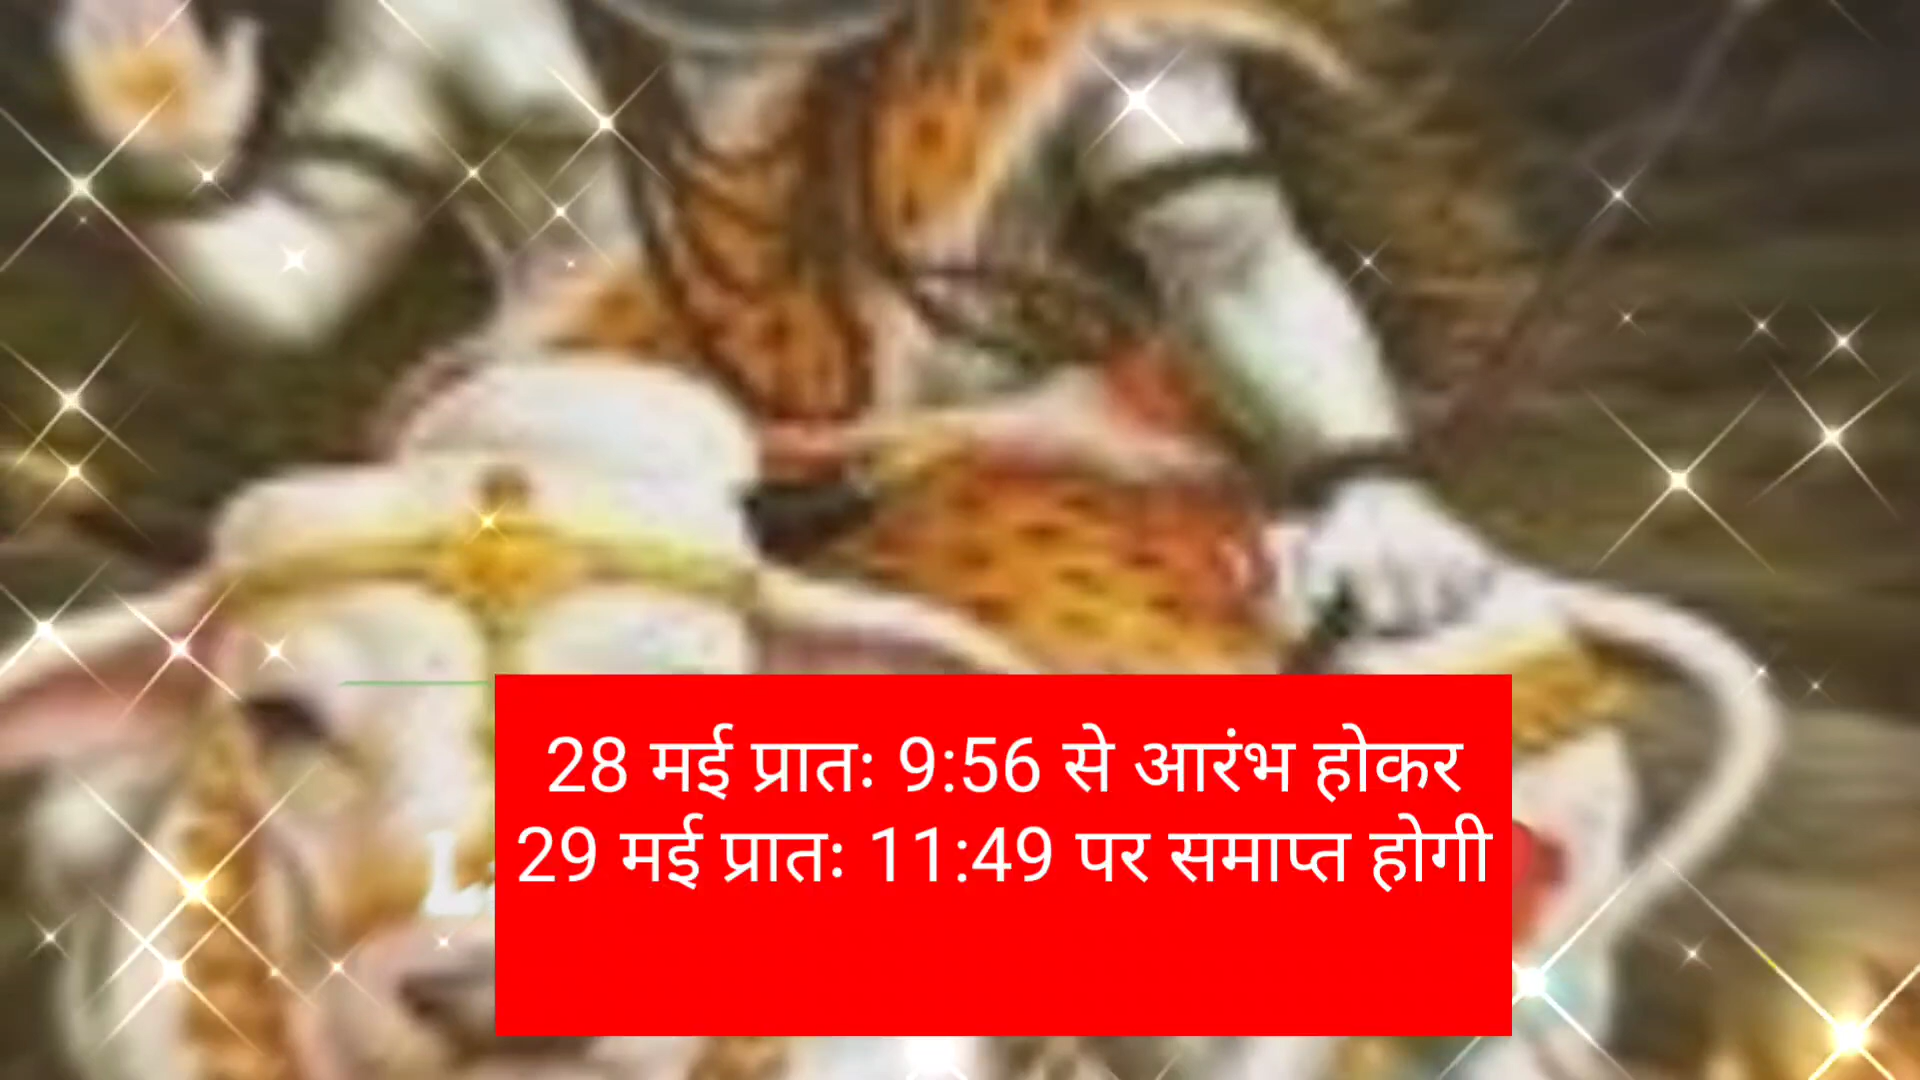 28 मई प्रातः 9:56 से आरंभ होकर
29 मई प्रातः 11:49 पर समाप्त होगी